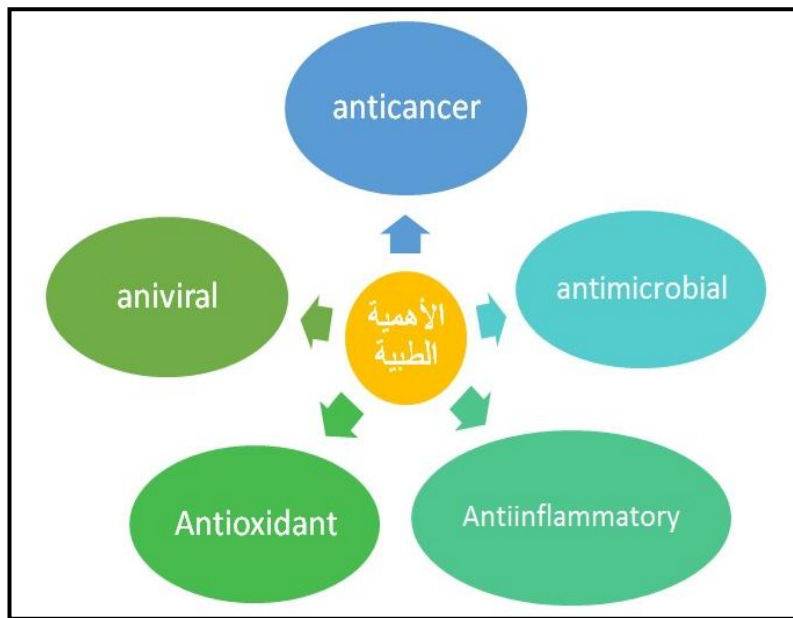 anticancer
aniviral
الأهمية
الطبية
antimicrobial
Antioxidant
Antiinflammatory